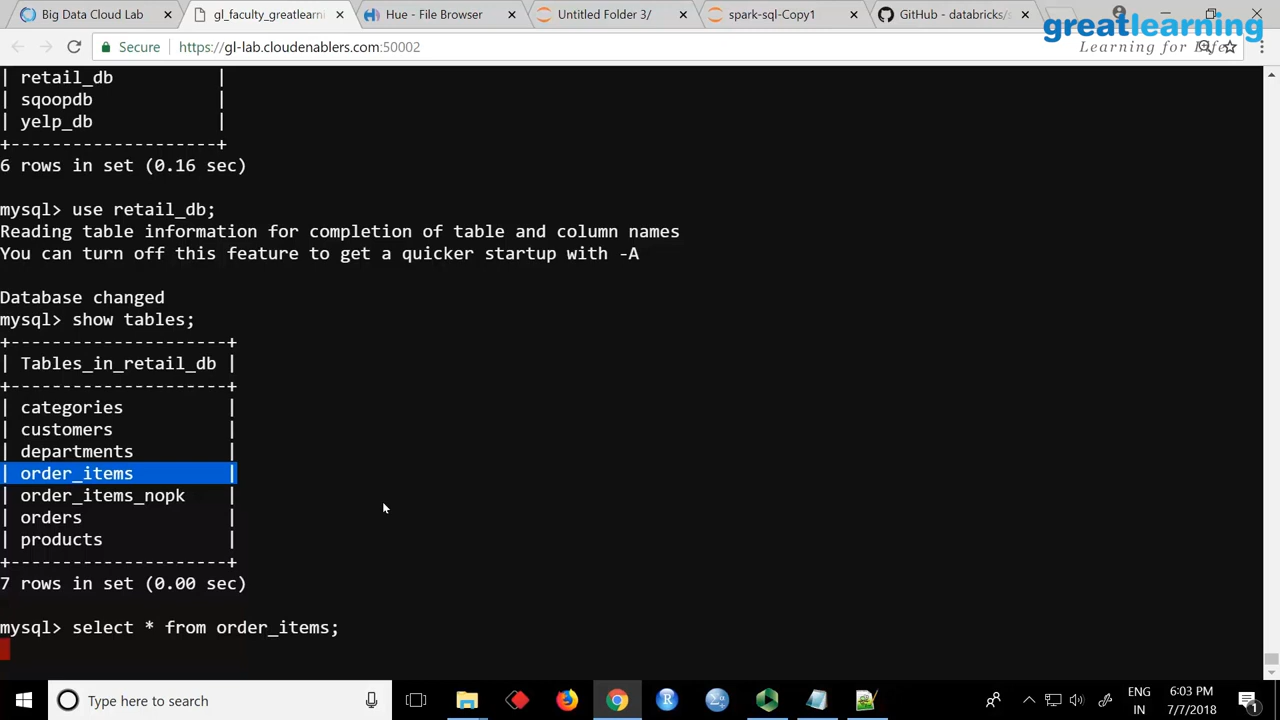 Big Data Cloud Lab
gl_faculty_greatlearni
Hue - File Browser
Untitled Folder 3/
spark-sql-Copy1
GitHub - databricks/s
greatlearning
Learning for Life
Secure
https://gl-lab.cloudenablers.com:50002
| retail_db |
| sqoopdb |
| yelp_db |
+--------------------+
6 rows in set (0.16 sec)
mysql> use retail_db;
Reading table information for completion of table and column names
You can turn off this feature to get a quicker startup with -A
Database changed
mysql> show tables;
+---------------------+
| Tables_in_retail_db |
+---------------------+
| categories |
| customers |
| departments |
| order_items |
| order_items_nopk |
| orders |
| products |
+---------------------+
7 rows in set (0.00 sec)
mysql> select * from order_items;
Type here to search
ENG
IN
6:03 PM
7/7/2018
1